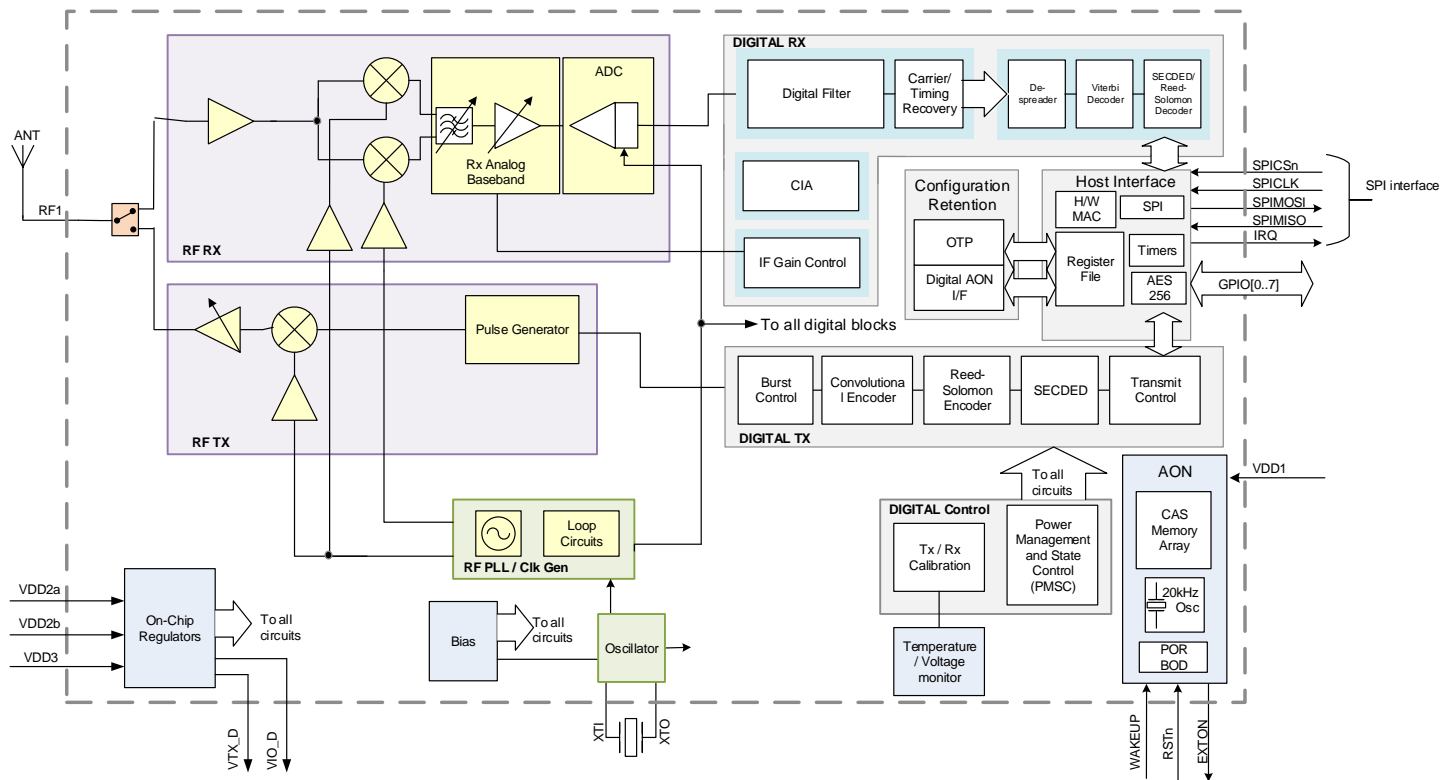 DIGITAL RX
ADC
Digital Filter
Carrier/
Timing
Recovery
De-
spreader
Viterbi
Decoder
SECDED/
Reed-
Solomon
Decoder
ANT
RF1
Rx Analog
Baseband
RF RX
CIA
IF Gain Control
Configuration
Retention
OTP
Digital AON
I/F
Host Interface
H/W
MAC
SPI
Register
File
Timers
AES
256
SPICSn
SPICLK
SPIMOSI
SPIMISO
IRQ
SPI interface
GPIO[0..7]
To all digital blocks
Pulse Generator
RF TX
Burst
Control
Convolutiona
l Encoder
Reed-
Solomon
Encoder
SECDED
Transmit
Control
DIGITAL TX
To all
circuits
DIGITAL Control
Tx / Rx
Calibration
Power
Management
and State
Control
(PMSC)
Temperature
/ Voltage
monitor
AON
CAS
Memory
Array
20kHz
Osc
POR
BOD
VDD1
WAKEUP
RSTn
EXTON
Loop
Circuits
RF PLL / Clk Gen
VDD2a
VDD2b
VDD3
On-Chip
Regulators
To all
circuits
VTX_D
VIO_D
Bias
To all
circuits
Oscillator
XTI
XTO